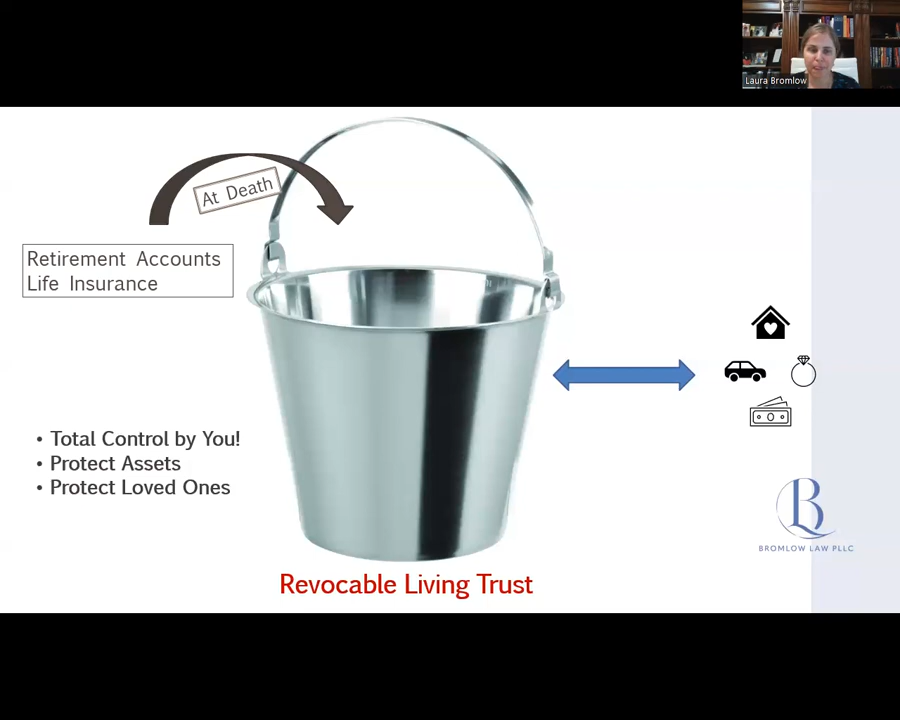 Laura Bromlow
At Death
Retirement Accounts
Life Insurance
• Total Control by You!
• Protect Assets
• Protect Loved Ones
BROMLOW LAW PLLC
Revocable Living Trust